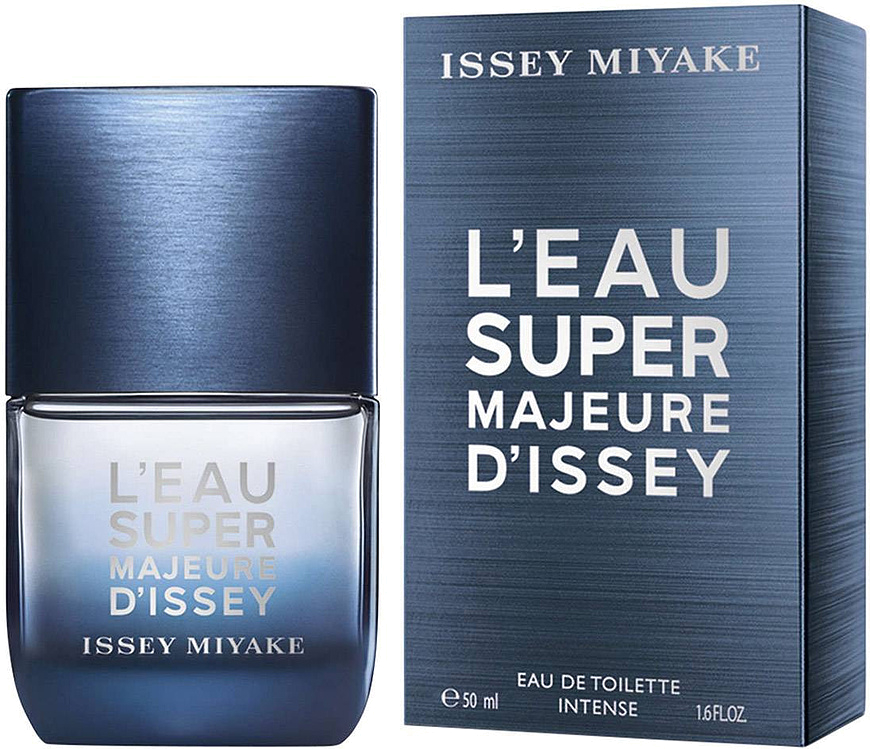 L'EAU
SUPER
MAJEURE
D'ISSEY
ISSEY MIYAKE
ISSEY MIYAKE
L'EAU
SUPER
MAJEURE
D'ISSEY
EAU DE TOILETTE
INTENSE
℮50 ml
1.6 FL.OZ.